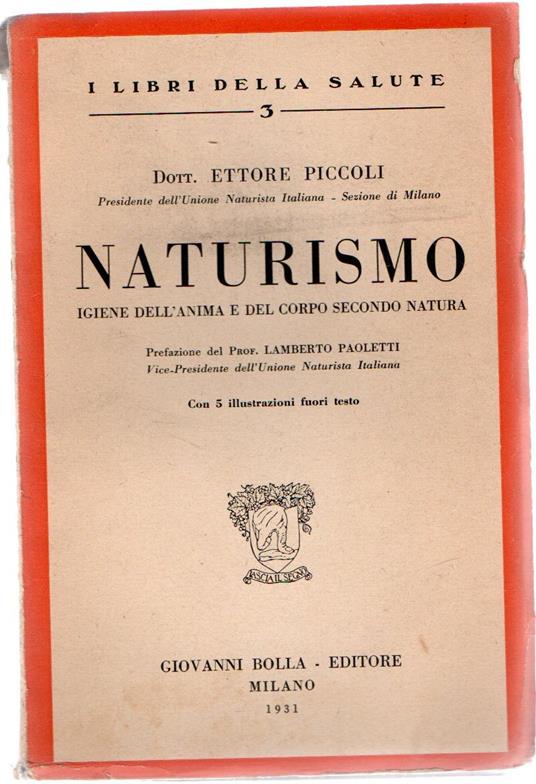 I LIBRI DELLA SALUTE
3
DOTT. ETTORE PICCOLI
Presidente dell'Unione Naturista Italiana - Sezione di Milano
NATURISMO
IGIENE DELL'ANIMA E DEL CORPO SECONDO NATURA
Prefazione del PROF. LAMBERTO PAOLETTI
Vice-Presidente dell'Unione Naturista Italiana
Con 5 illustrazioni fuori testo
LASCIA IL SEGNO
GIOVANNI BOLLA - EDITORE
MILANO
1931